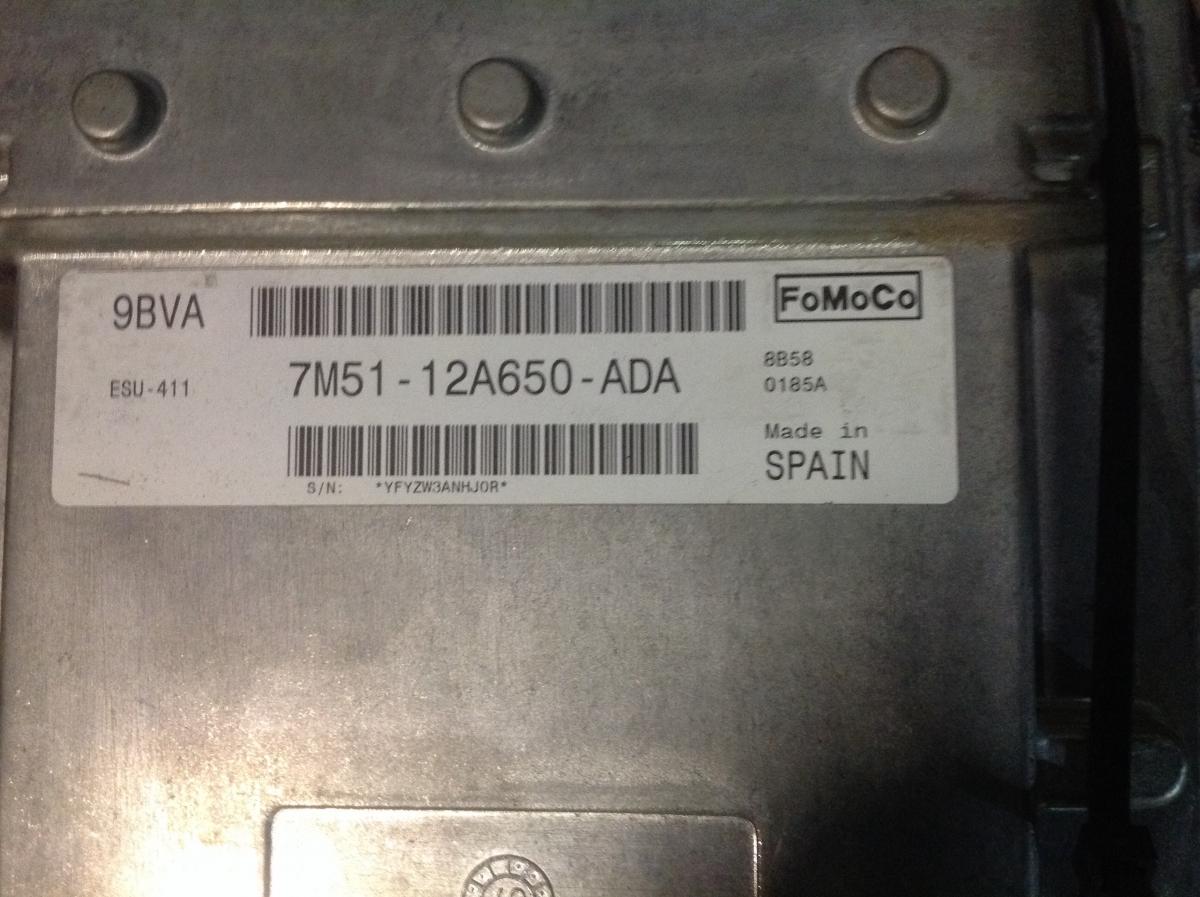 9BVA
FoMoCo
ESU-411
7M51-12A650-ADA
8B58
0185A
Made in
SPAIN
S/N: *YFYZW3ANHJ0R*